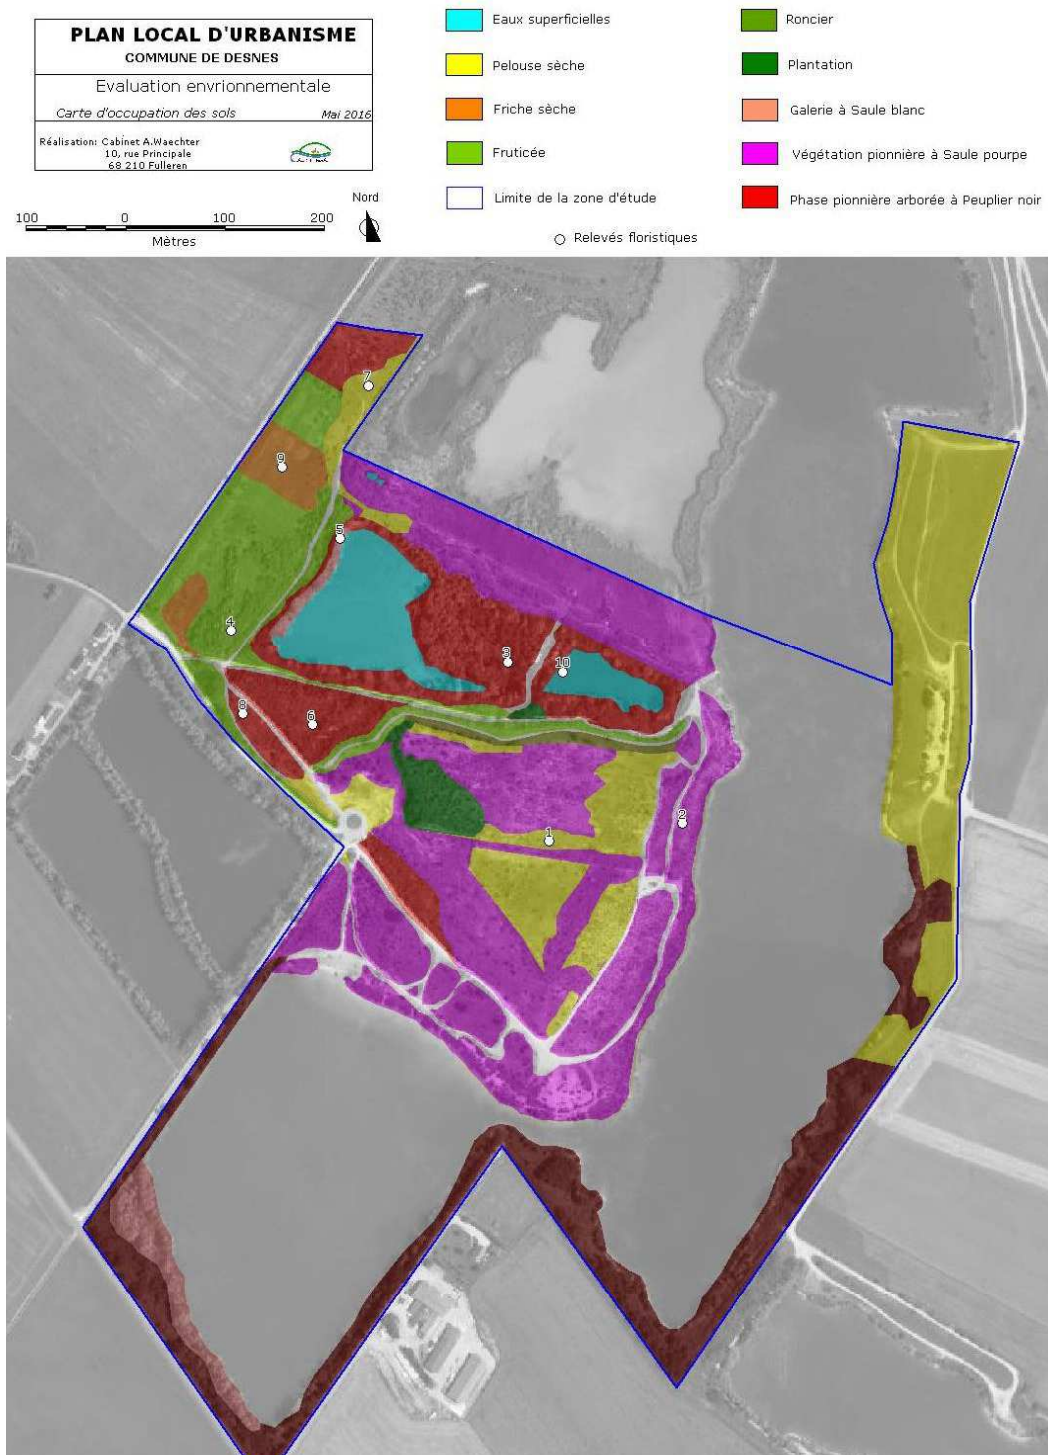 PLAN LOCAL D'URBANISME
COMMUNE DE DESNES
Evaluation envrionnementale
Carte d'occupation des sols Mai 2016
Réalisation: Cabinet A.Waechter
10, rue Principale
68 210 Fulleren
Eaux superficielles
Pelouse sèche
Friche sèche
Fruticée
Limite de la zone d'étude
Roncier
Plantation
Galerie à Saule blanc
Végétation pionnière à Saule pourpe
Phase pionnière arborée à Peuplier noir
Relevés floristiques
Nord
100 0 100 200
Mètres
7
9
5
4
3
10
8
6
2
1